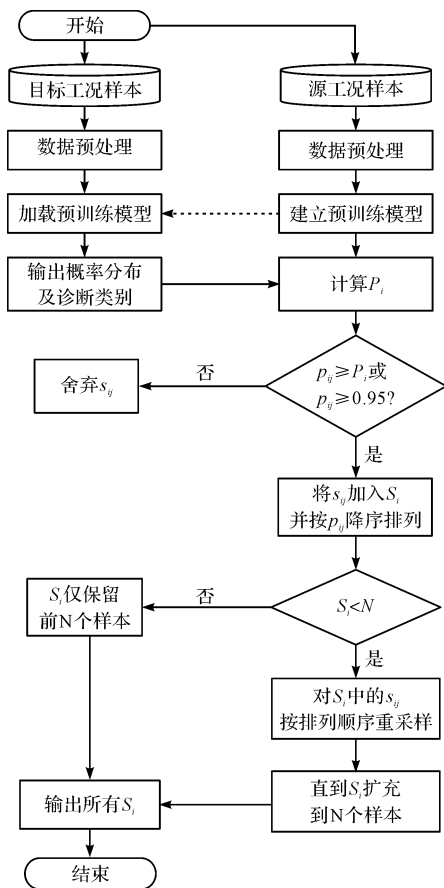 开始
目标工况样本
源工况样本
数据预处理
数据预处理
加载预训练模型
建立预训练模型
输出概率分布
及诊断类别
计算Pi
pij≥Pi或
pij≥0.95?
否
舍弃sij
是
将sij加入Si
并按pij降序排列
Si<N
否
Si仅保留
前N个样本
是
对Si中的sij
按排列顺序重采样
直到Si扩充
到N个样本
输出所有Si
结束